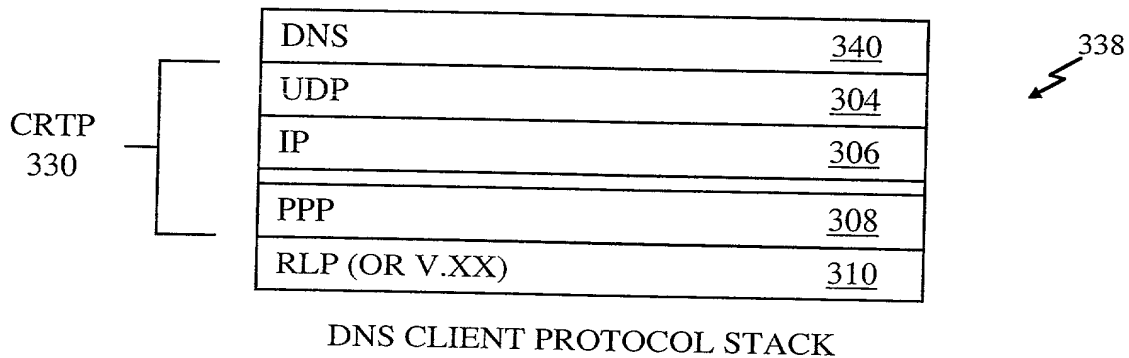 DNS 340
338
UDP 304
CRTP
330
IP 306
PPP 308
RLP (OR V.XX) 310
DNS CLIENT PROTOCOL STACK